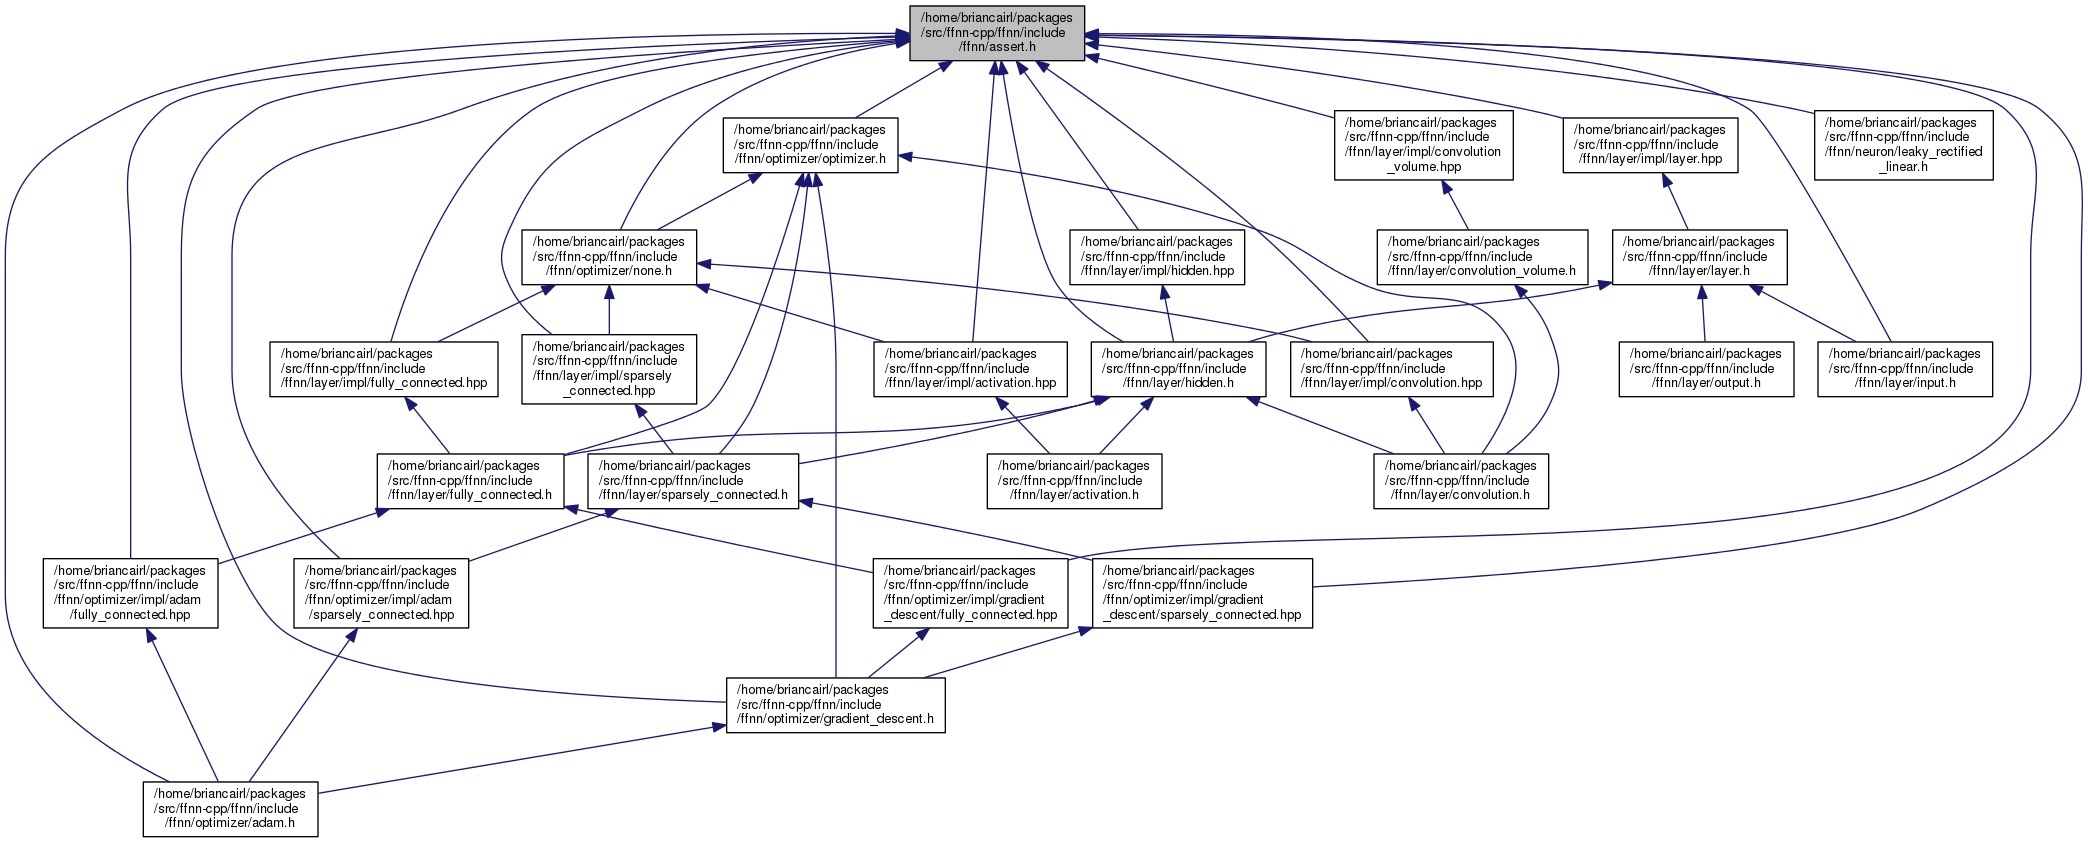 /home/briancairl/packages
/src/ffnn-cpp/ffnn/include
/ffnn/assert.h
/home/briancairl/packages
/src/ffnn-cpp/ffnn/include
/ffnn/optimizer/optimizer.h
/home/briancairl/packages
/src/ffnn-cpp/ffnn/include
/ffnn/layer/impl/convolution
_volume.hpp
/home/briancairl/packages
/src/ffnn-cpp/ffnn/include
/ffnn/layer/impl/layer.hpp
/home/briancairl/packages
/src/ffnn-cpp/ffnn/include
/ffnn/neuron/leaky_rectified
_linear.h
/home/briancairl/packages
/src/ffnn-cpp/ffnn/include
/ffnn/optimizer/none.h
/home/briancairl/packages
/src/ffnn-cpp/ffnn/include
/ffnn/layer/impl/hidden.hpp
/home/briancairl/packages
/src/ffnn-cpp/ffnn/include
/ffnn/layer/convolution_volume.h
/home/briancairl/packages
/src/ffnn-cpp/ffnn/include
/ffnn/layer/layer.h
/home/briancairl/packages
/src/ffnn-cpp/ffnn/include
/ffnn/layer/impl/fully_connected.hpp
/home/briancairl/packages
/src/ffnn-cpp/ffnn/include
/ffnn/layer/impl/sparsely
_connected.hpp
/home/briancairl/packages
/src/ffnn-cpp/ffnn/include
/ffnn/layer/impl/activation.hpp
/home/briancairl/packages
/src/ffnn-cpp/ffnn/include
/ffnn/layer/hidden.h
/home/briancairl/packages
/src/ffnn-cpp/ffnn/include
/ffnn/layer/impl/convolution.hpp
/home/briancairl/packages
/src/ffnn-cpp/ffnn/include
/ffnn/layer/output.h
/home/briancairl/packages
/src/ffnn-cpp/ffnn/include
/ffnn/layer/input.h
/home/briancairl/packages
/src/ffnn-cpp/ffnn/include
/ffnn/layer/fully_connected.h
/home/briancairl/packages
/src/ffnn-cpp/ffnn/include
/ffnn/layer/sparsely_connected.h
/home/briancairl/packages
/src/ffnn-cpp/ffnn/include
/ffnn/layer/activation.h
/home/briancairl/packages
/src/ffnn-cpp/ffnn/include
/ffnn/layer/convolution.h
/home/briancairl/packages
/src/ffnn-cpp/ffnn/include
/ffnn/optimizer/impl/adam
/fully_connected.hpp
/home/briancairl/packages
/src/ffnn-cpp/ffnn/include
/ffnn/optimizer/impl/adam
/sparsely_connected.hpp
/home/briancairl/packages
/src/ffnn-cpp/ffnn/include
/ffnn/optimizer/impl/gradient
_descent/fully_connected.hpp
/home/briancairl/packages
/src/ffnn-cpp/ffnn/include
/ffnn/optimizer/impl/gradient
_descent/sparsely_connected.hpp
/home/briancairl/packages
/src/ffnn-cpp/ffnn/include
/ffnn/optimizer/gradient_descent.h
/home/briancairl/packages
/src/ffnn-cpp/ffnn/include
/ffnn/optimizer/adam.h